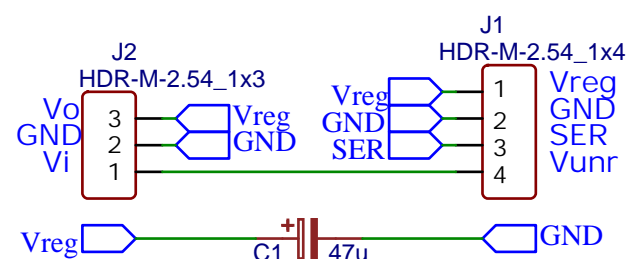 J2
HDR-M-2.54_1x3
Vo 3 Vreg
GND 2 GND
Vi 1
J1
HDR-M-2.54_1x4
Vreg 1 Vreg
GND 2 GND
SER 3 SER
4 Vunr
Vreg + GND
C1 47u